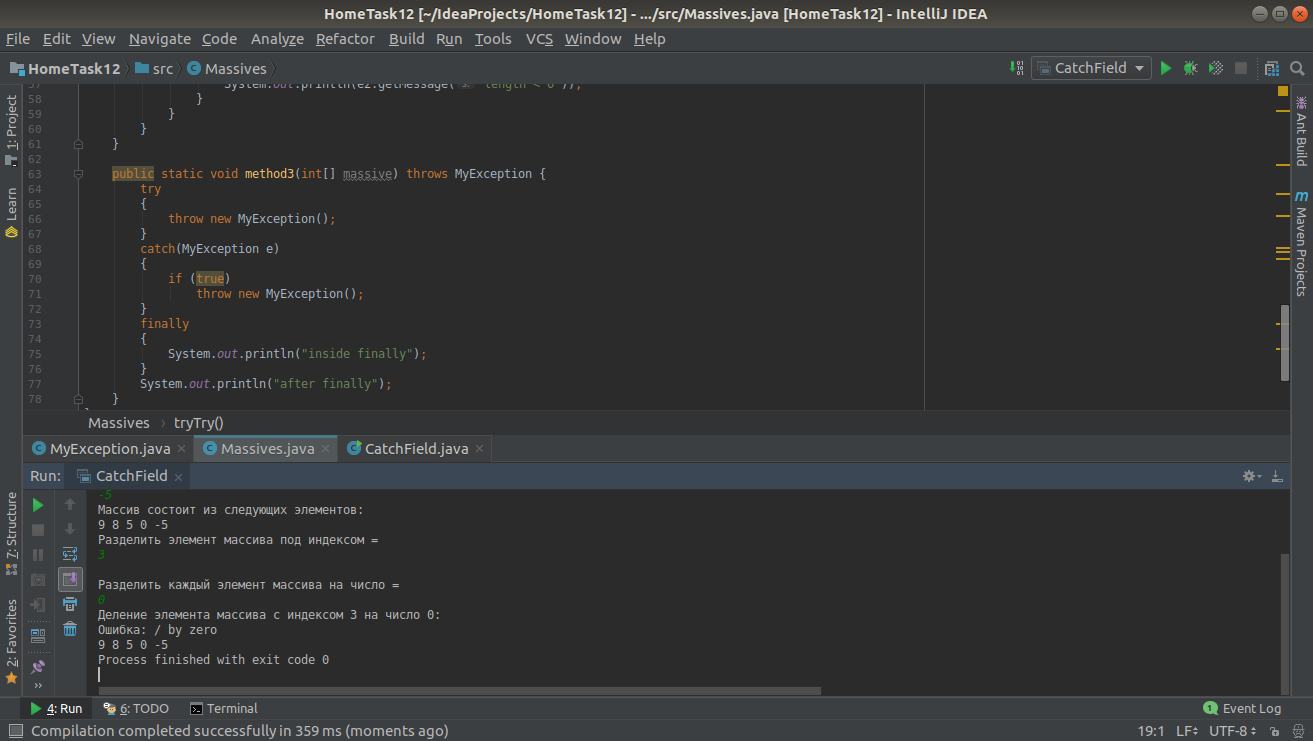 HomeTask12 [~/IdeaProjects/HomeTask12] - .../src/Massives.java [HomeTask12] - IntelliJ IDEA
File Edit View Navigate Code Analyze Refactor Build Run Tools VCS Window Help
HomeTask12 src Massives CatchField
57 System.out.println(e2.getMessage( length < 0 ));
58 }
59 }
60 }
61 }
62
63 public static void method3(int[] massive) throws MyException {
64 try
65 {
66 throw new MyException();
67 }
68 catch(MyException e)
69 {
70 if (true)
71 throw new MyException();
72 }
73 finally
74 {
75 System.out.println("inside finally");
76 }
77 System.out.println("after finally");
78 }
Massives › tryTry()
MyException.java Massives.java CatchField.java
Run: CatchField
-5
Массив состоит из следующих элементов:
9 8 5 0 -5
Разделить элемент массива под индексом =
3
Разделить каждый элемент массива на число =
0
Деление элемента массива с индексом 3 на число 0:
Ошибка: / by zero
9 8 5 0 -5
Process finished with exit code 0
1: Project
Learn
7: Structure
2: Favorites
Ant Build
m Maven Projects
4: Run 6: TODO Terminal 1 Event Log
Compilation completed successfully in 359 ms (moments ago) 19:1 LF UTF-8